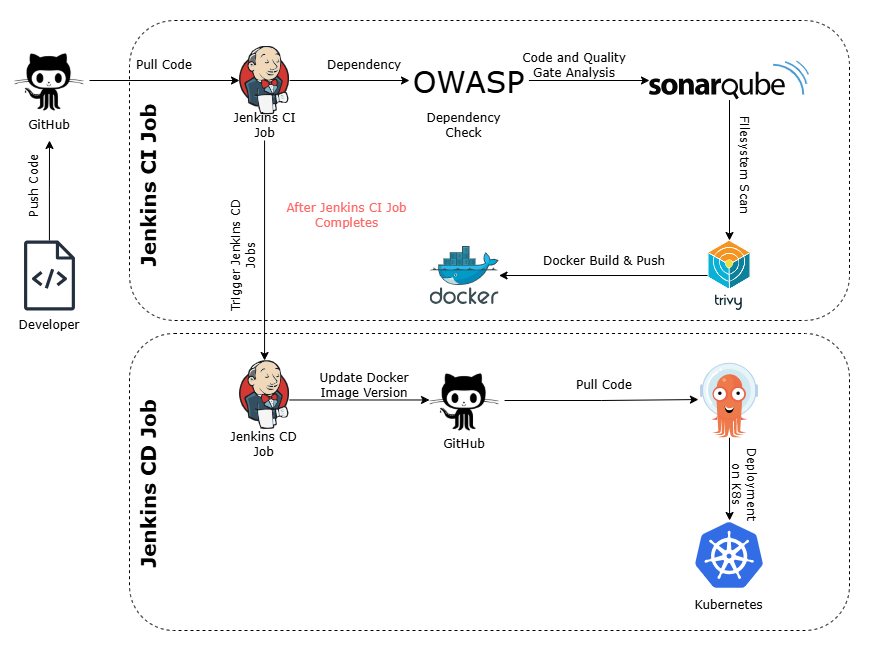 Pull Code
GitHub
Push Code
Developer
Jenkins CI Job
Jenkins CI
Job
Dependency
OWASP
Dependency
Check
Code and Quality
Gate Analysis
sonarqube
FIlesystem Scan
trivy
Docker Build & Push
docker
Trigger Jenkins CD
Jobs
After Jenkins CI Job
Completes
Jenkins CD Job
Jenkins CD
Job
Update Docker
Image Version
GitHub
Pull Code
Deployment
on K8s
Kubernetes